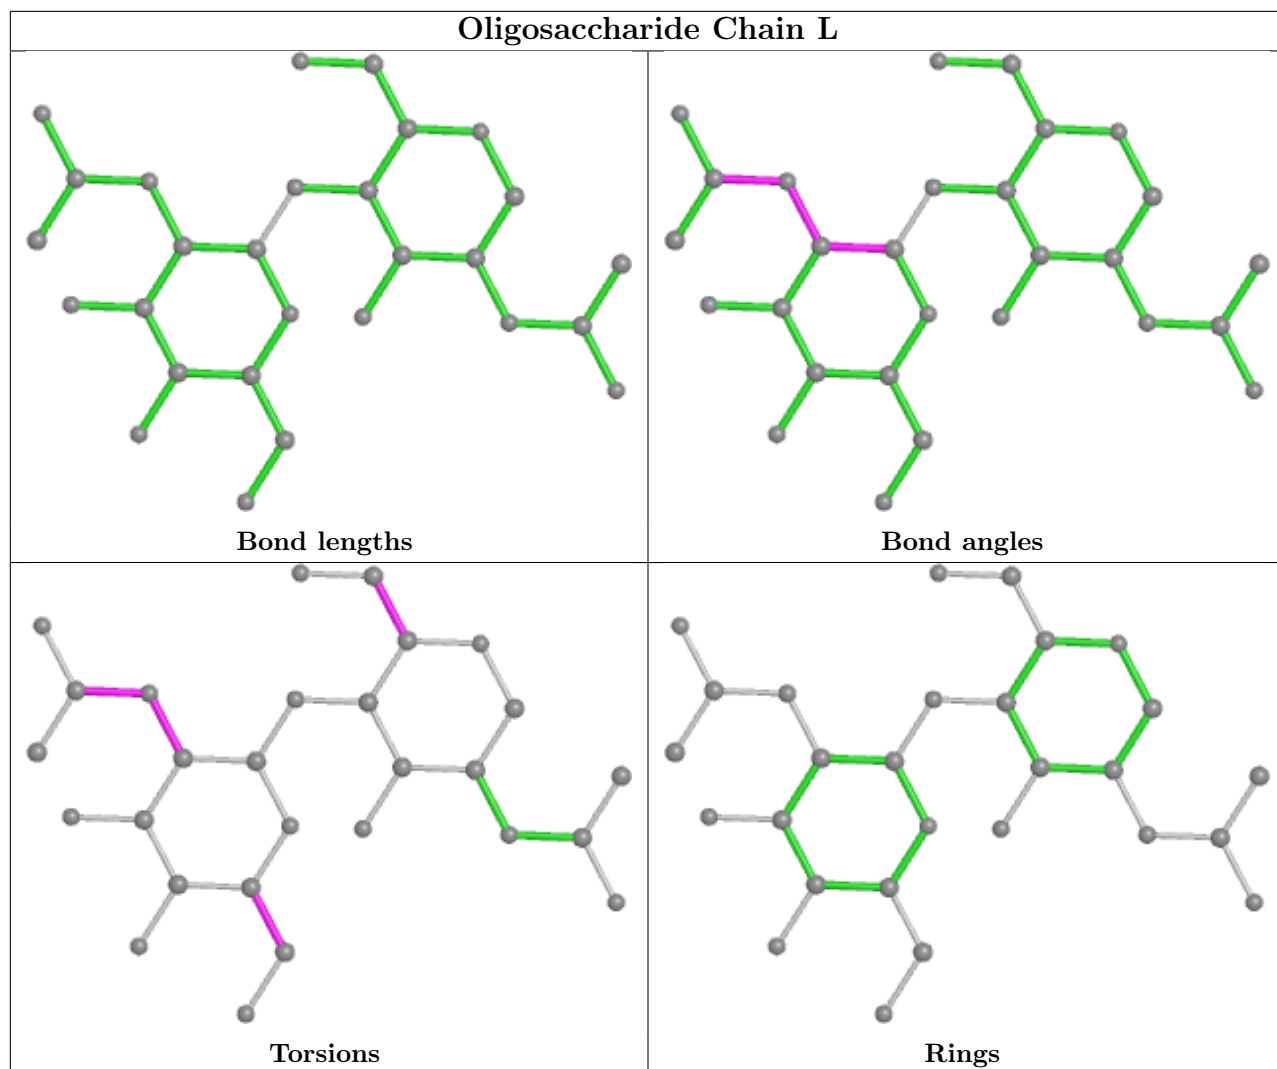 Oligosaccharide Chain L
Bond lengths
Bond angles
Torsions
Rings